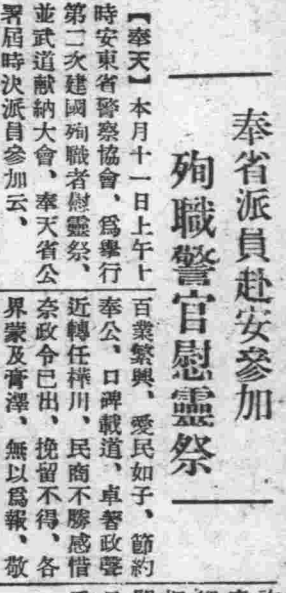 奉省派員赴安參加
殉職警官慰靈祭
【奉天】本月十一日上午十
時安東省警察協會、爲舉行
第二次建國殉職者慰靈祭、
並武道献納大會、奉天省公
署屆時決派員參加云、
百業繁興、愛民如子、節約
奉公、口碑載道、卓著政聲
近轉任樺川、民商不勝感惜
奈政令已出、挽留不得、各
界蒙及膏澤、無以爲報、敬